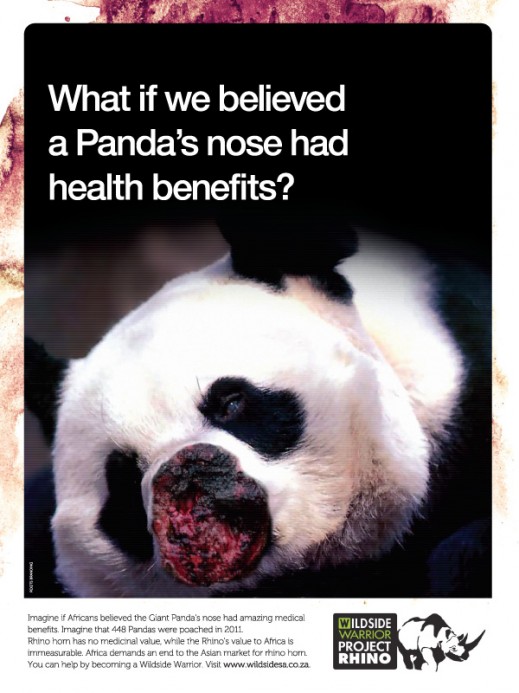 What if we believed
a Panda's nose had
health benefits?
Imagine if Africans believed the Giant Panda's nose had amazing medical
benefits. Imagine that 448 Pandas were poached in 2011.
Rhino horn has no medicinal value, while the Rhino's value to Africa is
immeasurable. Africa demands an end to the Asian market for rhino horn.
You can help by becoming a Wildside Warrior. Visit www.wildsidesa.co.za.
WILDSIDE
WARRIOR
PROJECT
RHINO